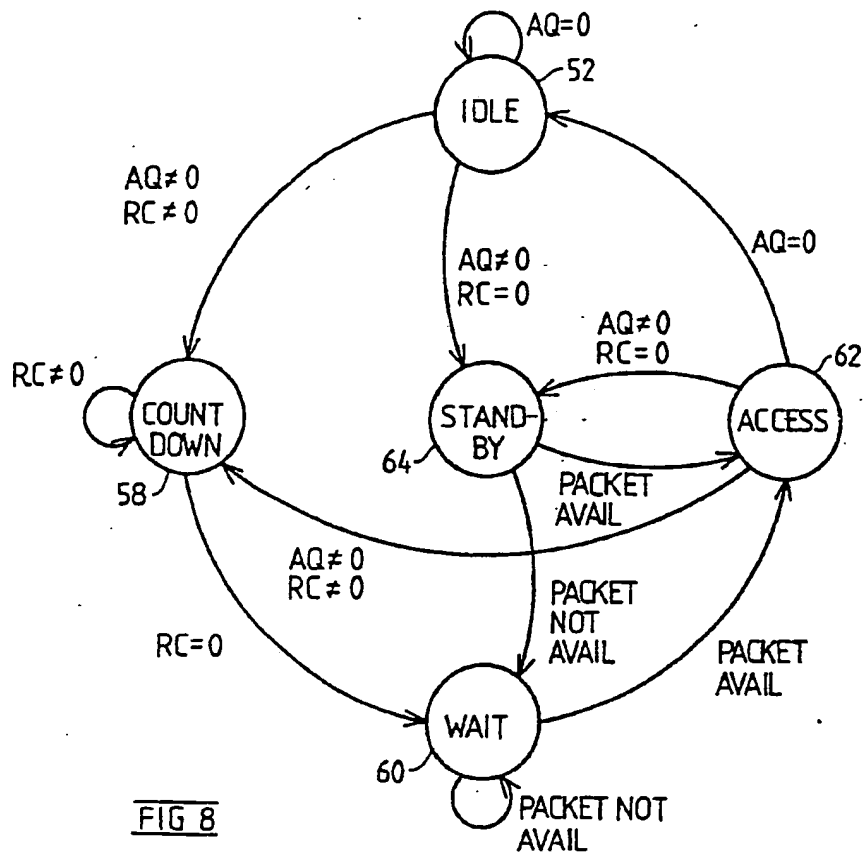 AQ=0
52
IDLE
AQ≠0
RC≠0
AQ=0
AQ≠0
RC=0
AQ≠0
RC=0
62
RC≠0
COUNT
DOWN
STAND-
BY
ACCESS
64
58
PACKET
AVAIL
AQ≠0
RC≠0
PACKET
NOT
AVAIL
RC=0
PACKET
AVAIL
WAIT
60
PACKET NOT
AVAIL
FIG 8